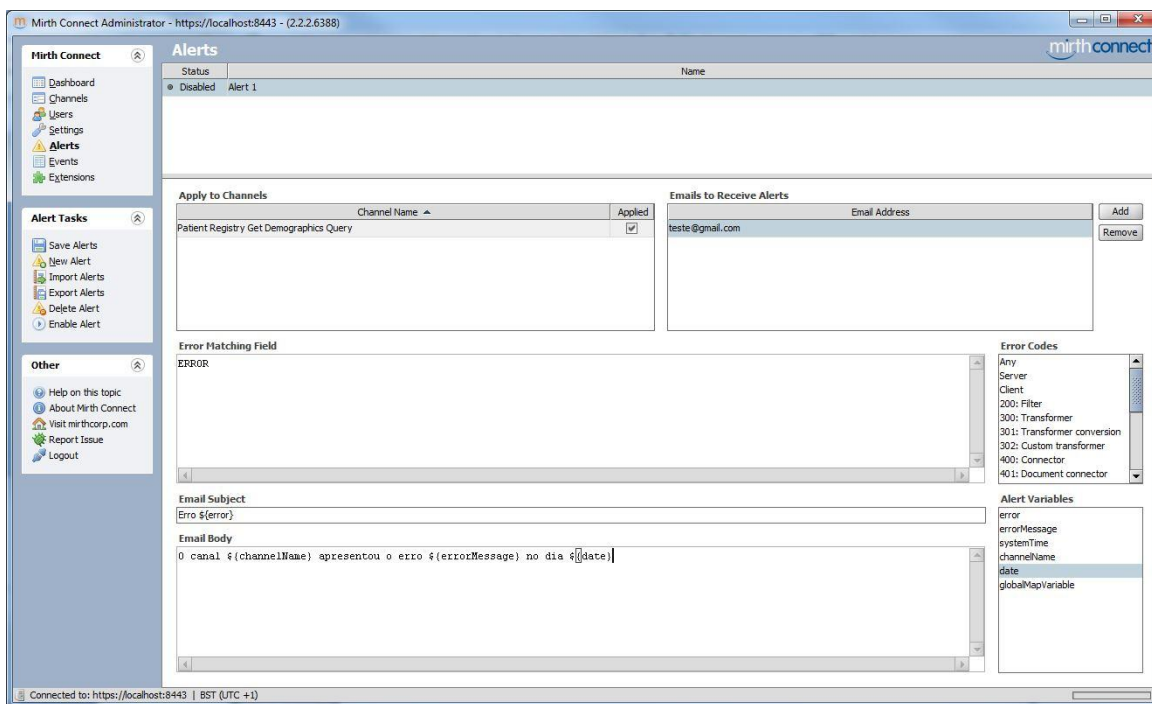 Mirth Connect Administrator - https://localhost:8443 - (2.2.2.6388)
Mirth Connect
Dashboard
Channels
Users
Settings
Alerts
Events
Extensions
Alert Tasks
Save Alerts
New Alert
Import Alerts
Export Alerts
Delete Alert
Enable Alert
Other
Help on this topic
About Mirth Connect
Visit mirthcorp.com
Report Issue
Logout
Alerts
mirthconnect
Status Name
Disabled Alert 1
Apply to Channels
Channel Name Applied
Patient Registry Get Demographics Query
Emails to Receive Alerts
Email Address
teste@gmail.com
Add
Remove
Error Matching Field
ERROR
Error Codes
Any
Server
Client
200: Filter
300: Transformer
301: Transformer conversion
302: Custom transformer
400: Connector
401: Document connector
Email Subject
Erro ${error}
Email Body
O canal ${channelName} apresentou o erro ${errorMessage} no dia ${date}
Alert Variables
error
errorMessage
systemTime
channelName
date
globalMapVariable
Connected to: https://localhost:8443 | BST (UTC +1)